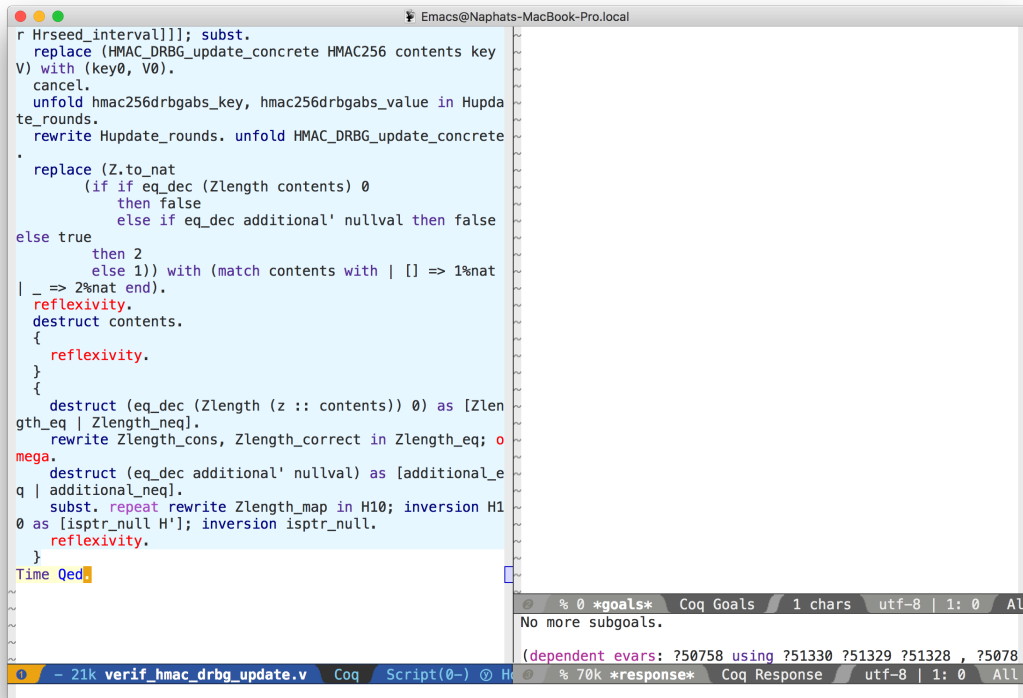 Emacs@Naphats-MacBook-Pro.local
r Hrseed_interval]]]; subst.
  replace (HMAC_DRBG_update_concrete HMAC256 contents key
V) with (key0, V0).
  cancel.
  unfold hmac256drbgabs_key, hmac256drbgabs_value in Hupda
te_rounds.
  rewrite Hupdate_rounds. unfold HMAC_DRBG_update_concrete
.
  replace (Z.to_nat
        (if if eq_dec (Zlength contents) 0
            then false
            else if eq_dec additional' nullval then false
else true
         then 2
         else 1)) with (match contents with | [] => 1%nat
| _ => 2%nat end).
  reflexivity.
  destruct contents.
  {
    reflexivity.
  }
  {
    destruct (eq_dec (Zlength (z :: contents)) 0) as [Zlen
gth_eq | Zlength_neq].
    rewrite Zlength_cons, Zlength_correct in Zlength_eq; o
mega.
    destruct (eq_dec additional' nullval) as [additional_e
q | additional_neq].
    subst. repeat rewrite Zlength_map in H10; inversion H1
0 as [isptr_null H']; inversion isptr_null.
    reflexivity.
  }
Time Qed.
— 21k verif_hmac_drbg_update.v Coq Script(0-) Ⓨ Ho
% 0 *goals* Coq Goals 1 chars utf-8 | 1: 0 Al
No more subgoals.
(dependent evars: ?50758 using ?51330 ?51329 ?51328 , ?5078
% 70k *response* Coq Response utf-8 | 1: 0 All